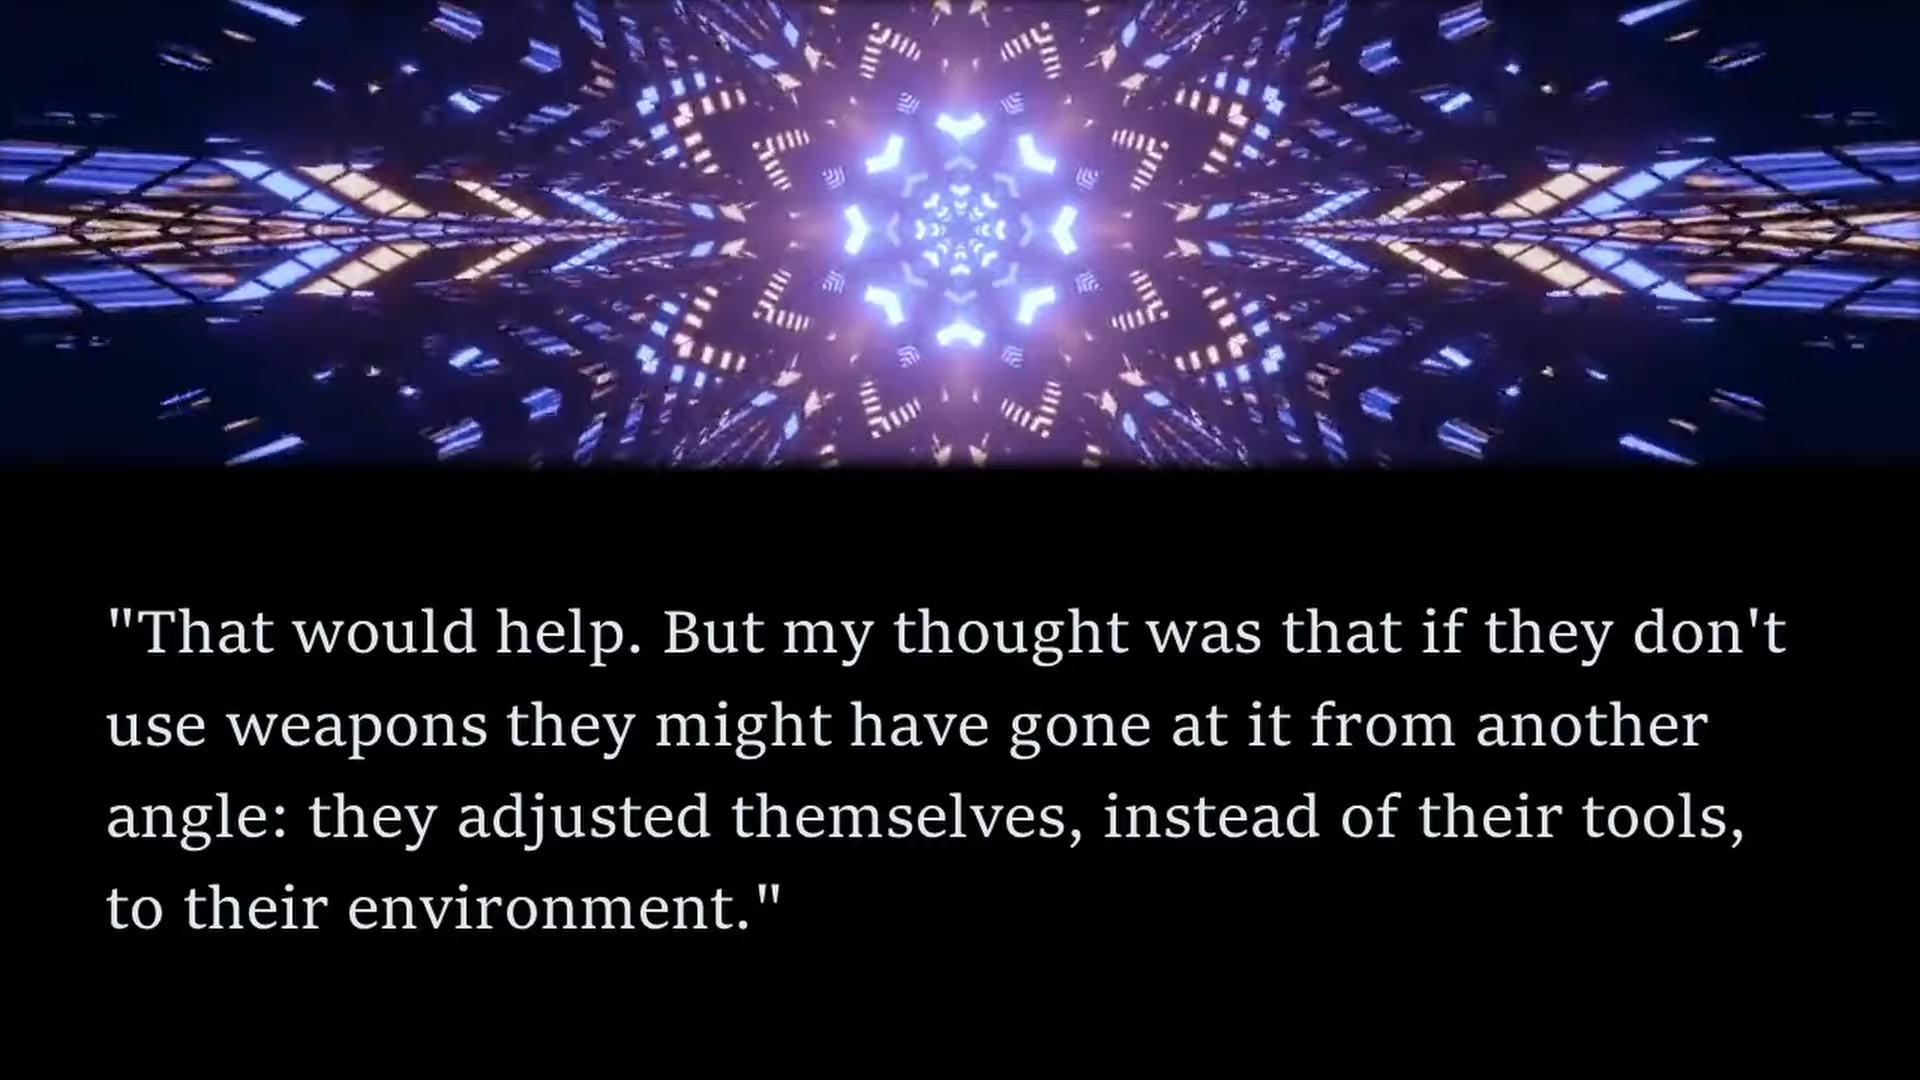 "That would help. But my thought was that if they don't
use weapons they might have gone at it from another
angle: they adjusted themselves, instead of their tools,
to their environment."